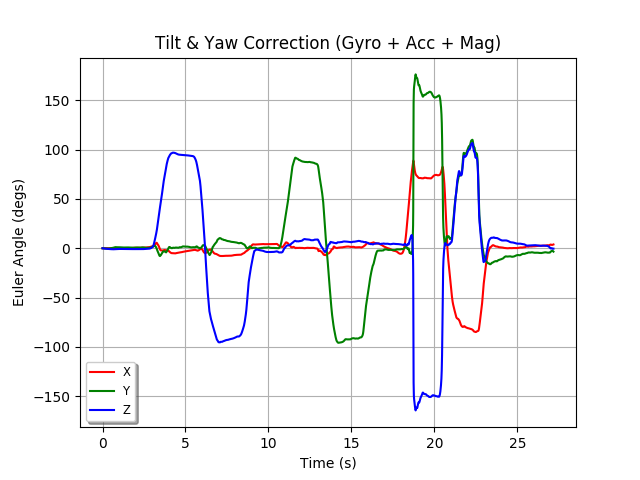 Tilt & Yaw Correction (Gyro + Acc + Mag)
Euler Angle (degs)
150
100
50
0
−50
−100
−150
X
Y
Z
0 5 10 15 20 25
Time (s)